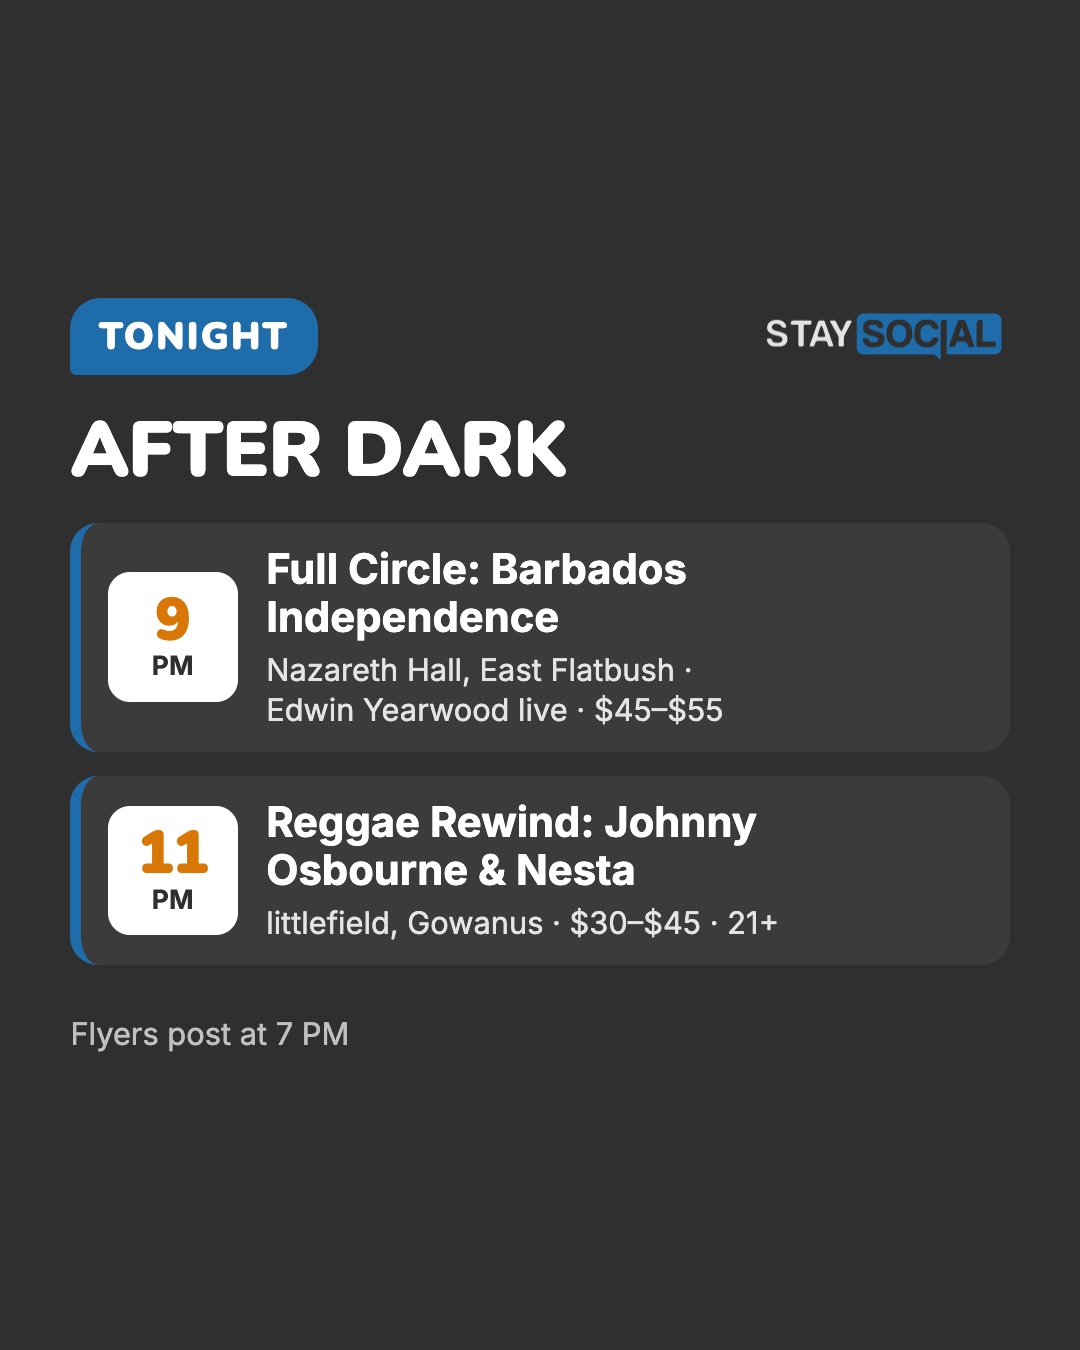 TONIGHT
STAY SOCIAL
AFTER DARK
9
PM
Full Circle: Barbados
Independence
Nazareth Hall, East Flatbush ·
Edwin Yearwood live · $45–$55
11
PM
Reggae Rewind: Johnny
Osbourne & Nesta
littlefield, Gowanus · $30–$45 · 21+
Flyers post at 7 PM